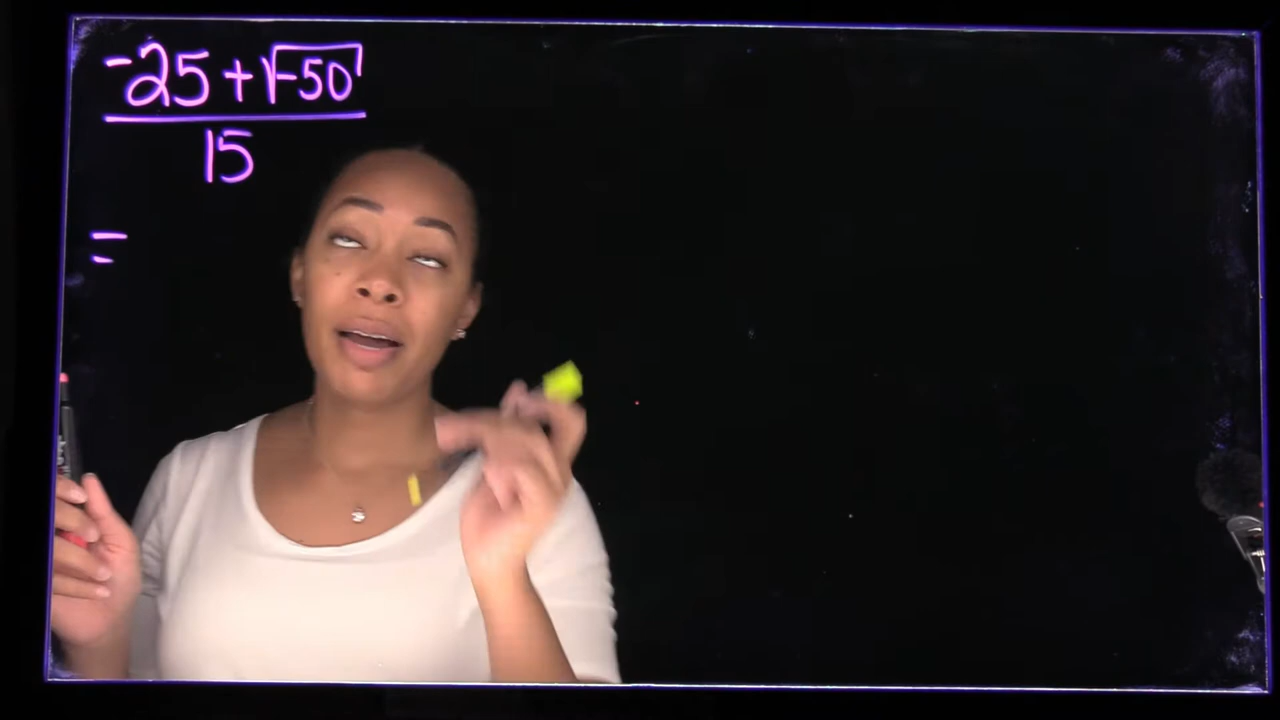 -25 + √-50
15
=